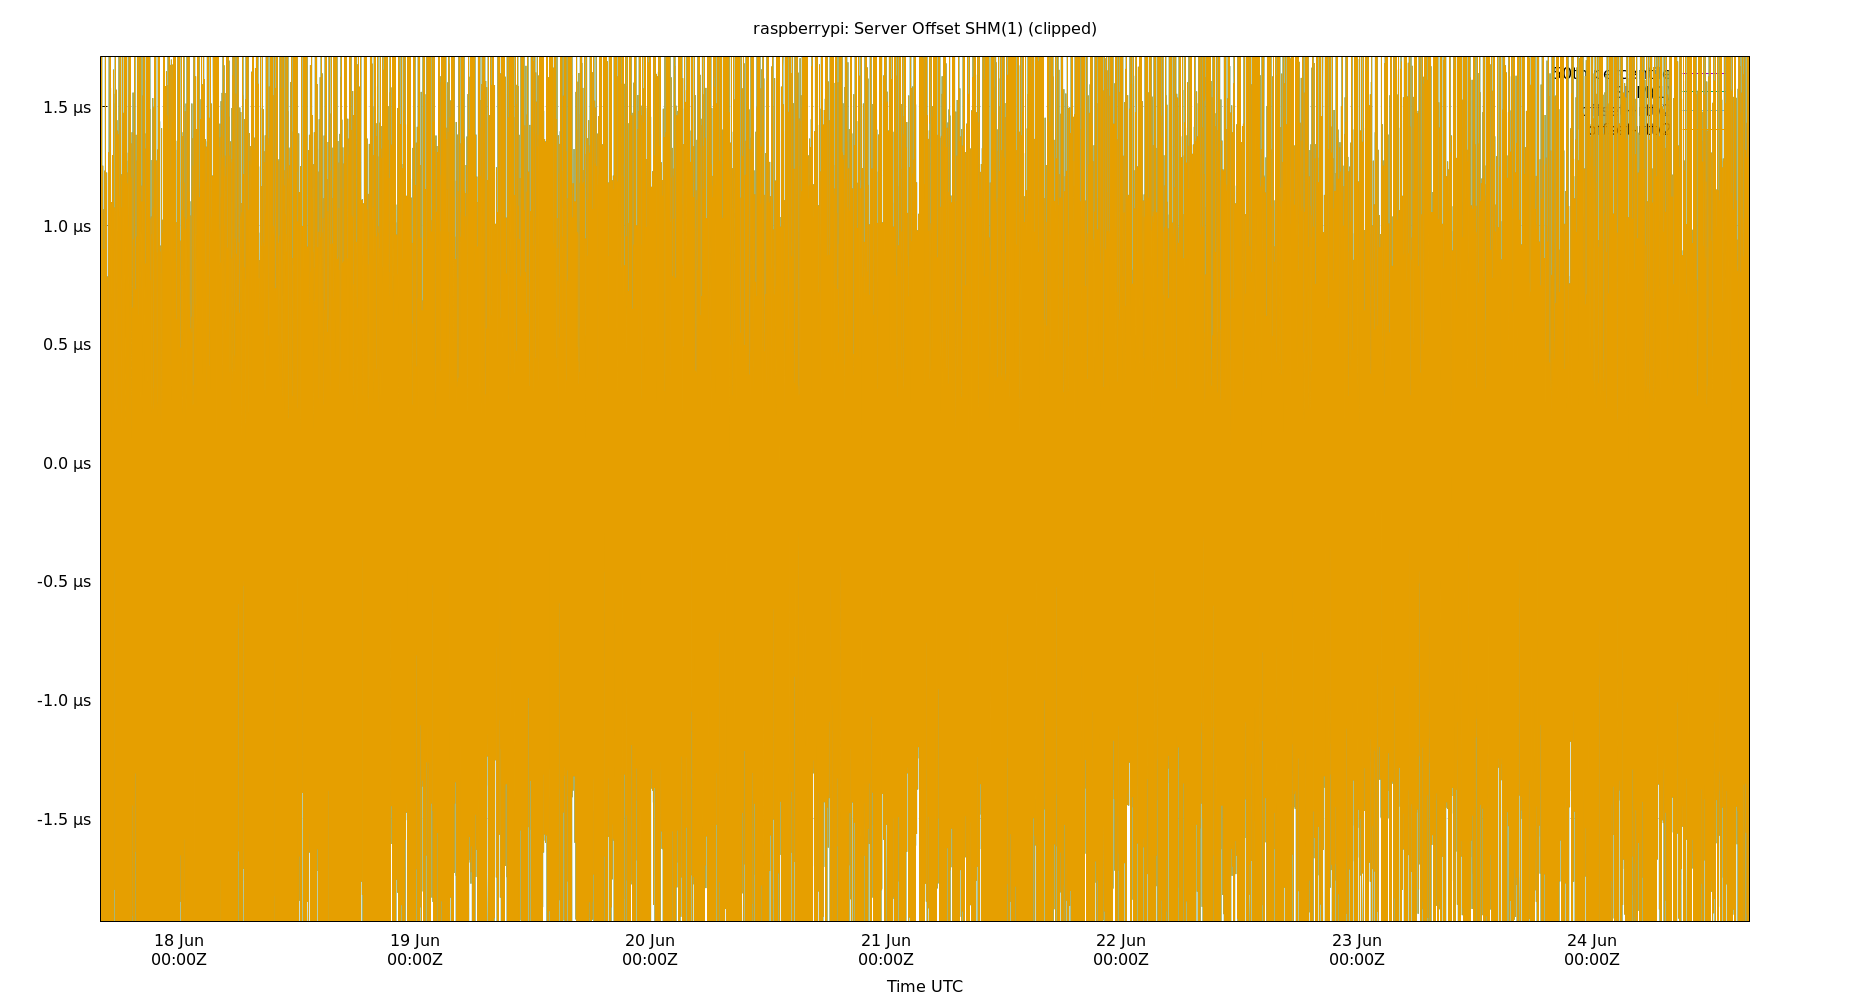 raspberrypi: Server Offset SHM(1) (clipped)
1.5 µs
1.0 µs
0.5 µs
0.0 µs
-0.5 µs
-1.0 µs
-1.5 µs
18 Jun 19 Jun 20 Jun 21 Jun 22 Jun 23 Jun 24 Jun
00:00Z 00:00Z 00:00Z 00:00Z 00:00Z 00:00Z 00:00Z
Time UTC